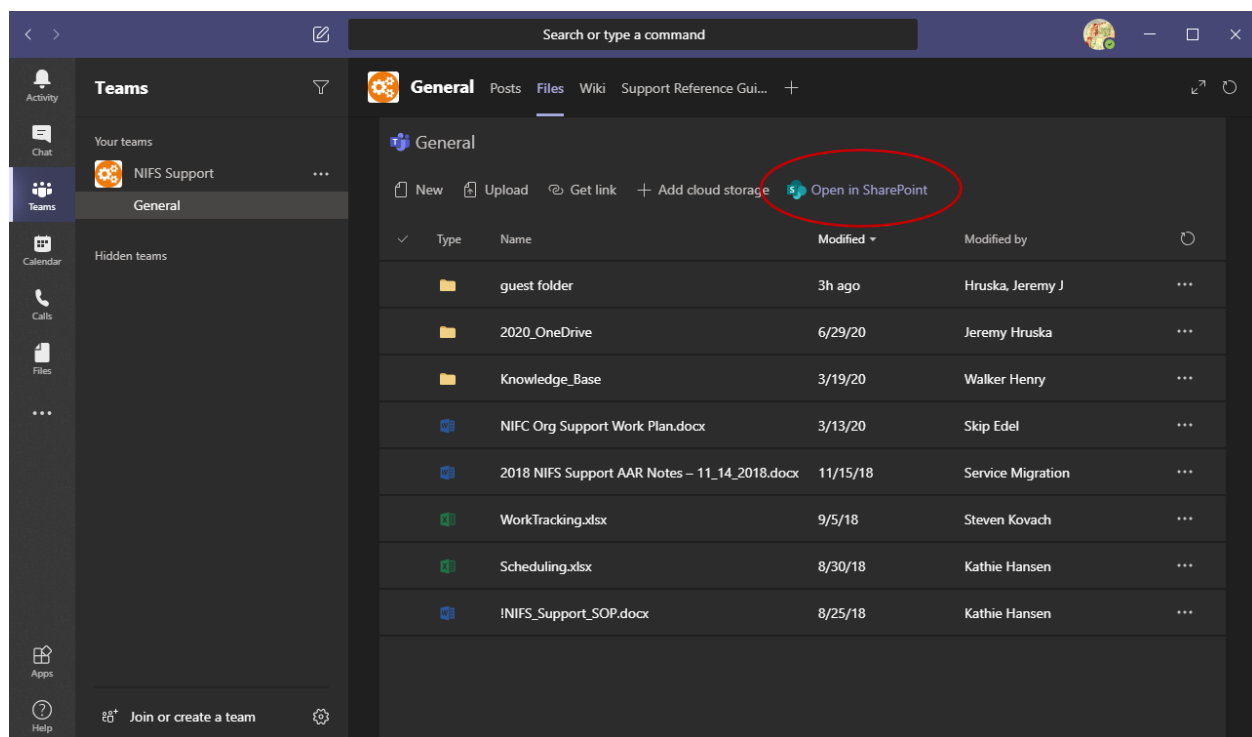 Search or type a command
Activity
Chat
Teams
Calendar
Calls
Files
Apps
Help
Teams
Your teams
NIFS Support
General
Hidden teams
Join or create a team
General Posts Files Wiki Support Reference Gui...
General
New Upload Get link Add cloud storage Open in SharePoint
Type Name Modified Modified by
guest folder 3h ago Hruska, Jeremy J
2020_OneDrive 6/29/20 Jeremy Hruska
Knowledge_Base 3/19/20 Walker Henry
NIFC Org Support Work Plan.docx 3/13/20 Skip Edel
2018 NIFS Support AAR Notes – 11_14_2018.docx 11/15/18 Service Migration
WorkTracking.xlsx 9/5/18 Steven Kovach
Scheduling.xlsx 8/30/18 Kathie Hansen
!NIFS_Support_SOP.docx 8/25/18 Kathie Hansen